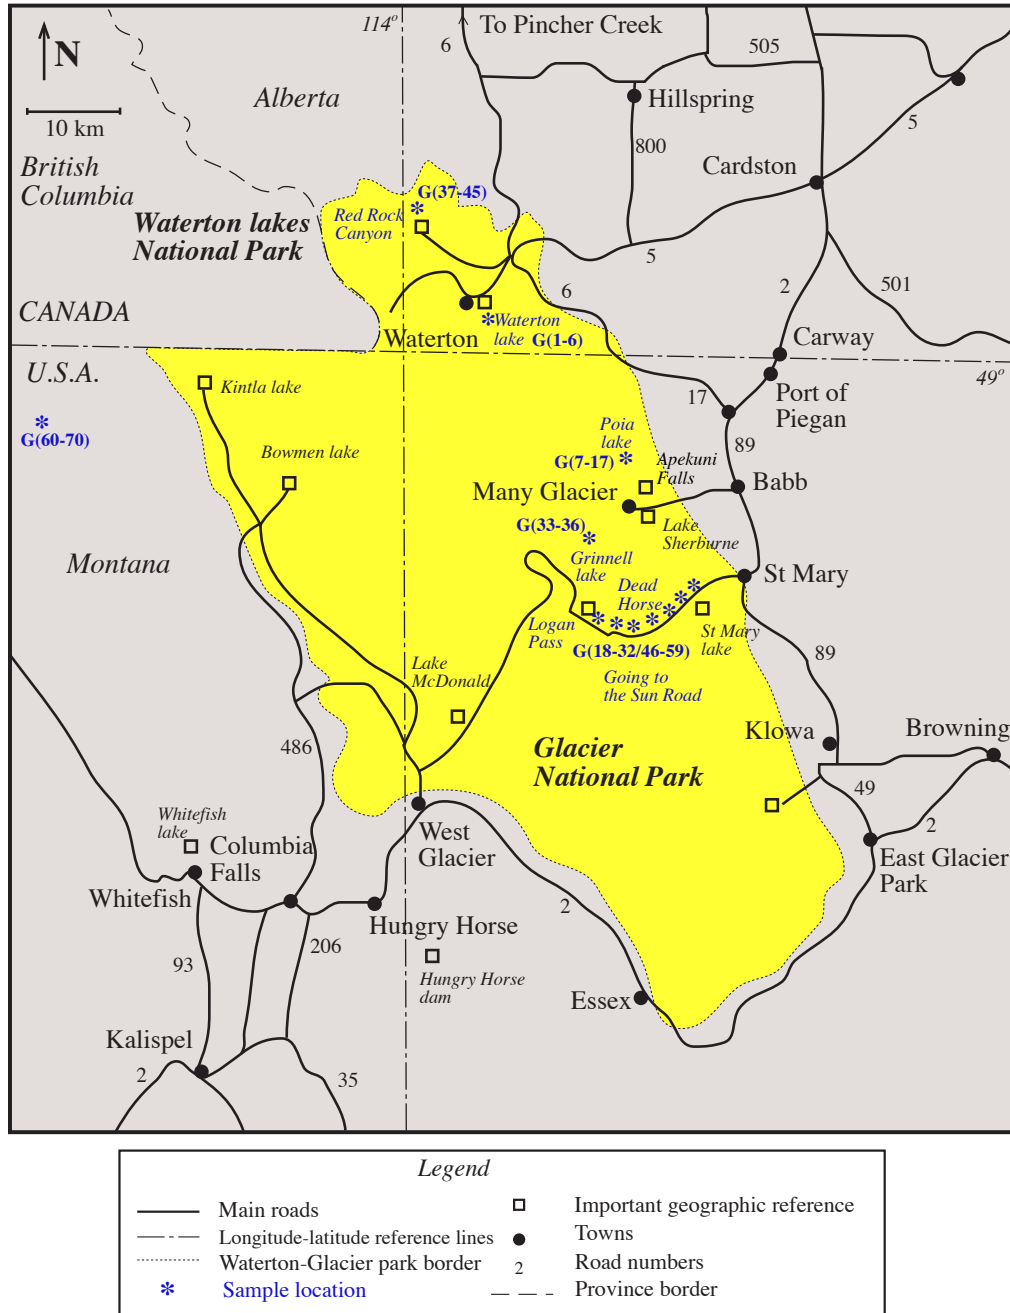 114°
To Pincher Creek
6
505
N
Alberta
Hillspring
10 km
5
800
British
Columbia
Cardston
G(37-45)
Red Rock
Canyon
Waterton lakes
National Park
5
2
501
6
CANADA
Waterton
Waterton
lake
G(1-6)
Carway
U.S.A.
49°
Kintla lake
17
Port of
Piegan
G(60-70)
Poia
lake
89
Bowmen lake
G(7-17)
Apekuni
Falls
Many Glacier
Babb
G(33-36)
Lake
Sherburne
Montana
Grinnell
lake
Dead
Horse
St Mary
Logan
Pass
St Mary
lake
G(18-32/46-59)
Lake
McDonald
Going to
the Sun Road
89
Klowa
Browning
486
Glacier
National Park
49
Whitefish
lake
Columbia
Falls
West
Glacier
2
East Glacier
Park
Whitefish
2
Hungry Horse
206
93
Hungry Horse
dam
Essex
Kalispel
2
35
Legend
Main roads
Important geographic reference
Longitude-latitude reference lines
Towns
Waterton-Glacier park border
2
Road numbers
Sample location
Province border